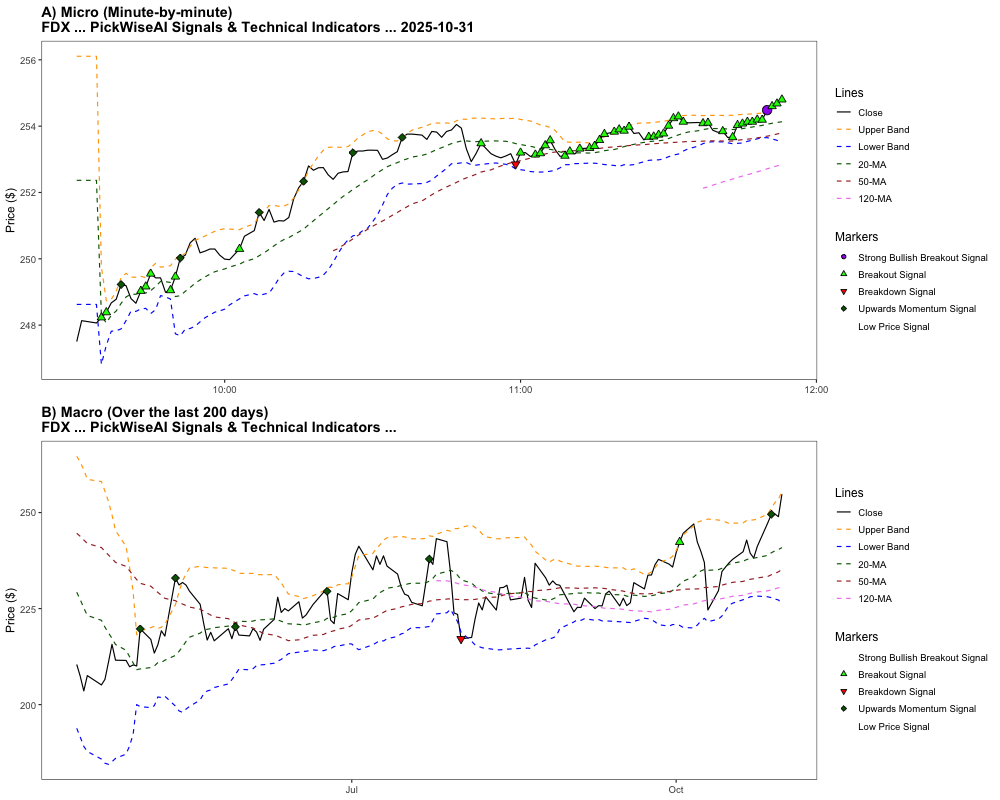 A) Micro (Minute-by-minute)
FDX ... PickWiseAI Signals & Technical Indicators ... 2025-10-31
256
254
252
250
248
Price ($)
10:00
11:00
12:00
Lines
Close
Upper Band
Lower Band
20-MA
50-MA
120-MA
Markers
Strong Bullish Breakout Signal
Breakout Signal
Breakdown Signal
Upwards Momentum Signal
Low Price Signal
B) Macro (Over the last 200 days)
FDX ... PickWiseAI Signals & Technical Indicators ...
250
225
200
Price ($)
Jul
Oct
Lines
Close
Upper Band
Lower Band
20-MA
50-MA
120-MA
Markers
Strong Bullish Breakout Signal
Breakout Signal
Breakdown Signal
Upwards Momentum Signal
Low Price Signal